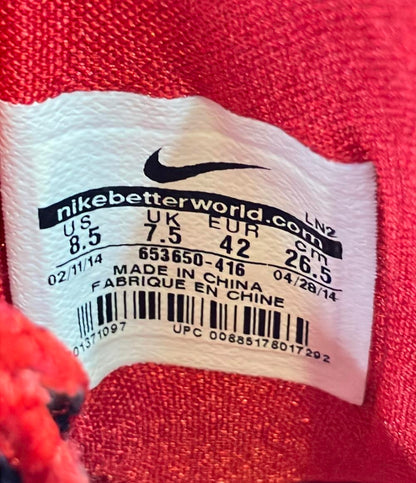 nikebetterworld.com
LN2
US UK EUR cm
8.5 7.5 42 26.5
653650-416
02/11/14 04/28/14
MADE IN CHINA
FABRIQUE EN CHINE
01371097
UPC 00885178017292